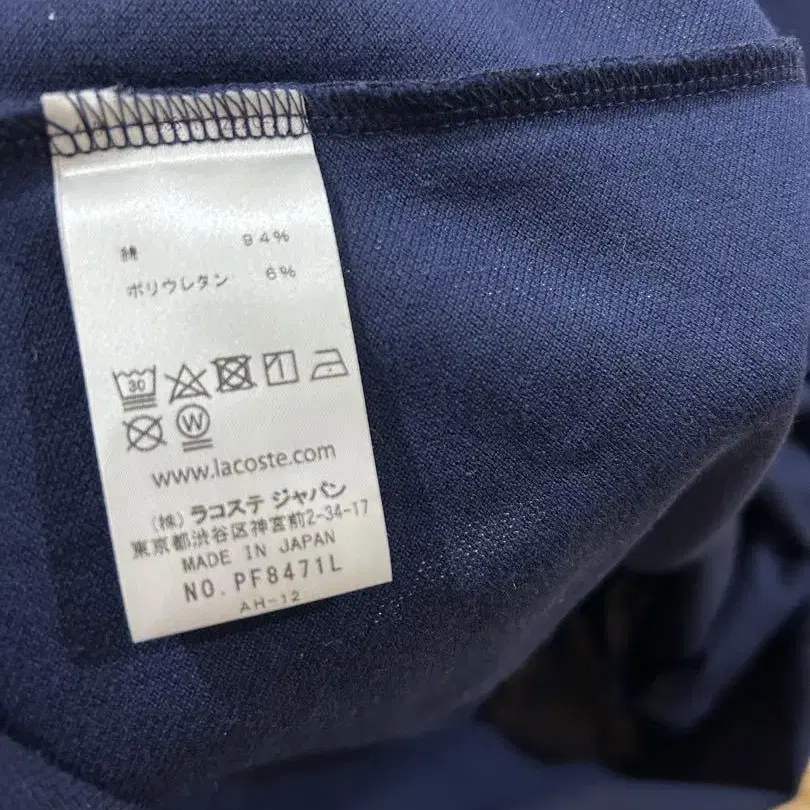 綿 94%
ポリウレタン 6%
30
W
www.lacoste.com
(株) ラコステ ジャパン
東京都渋谷区神宮前2-34-17
MADE IN JAPAN
NO. PF8471L
AH-12